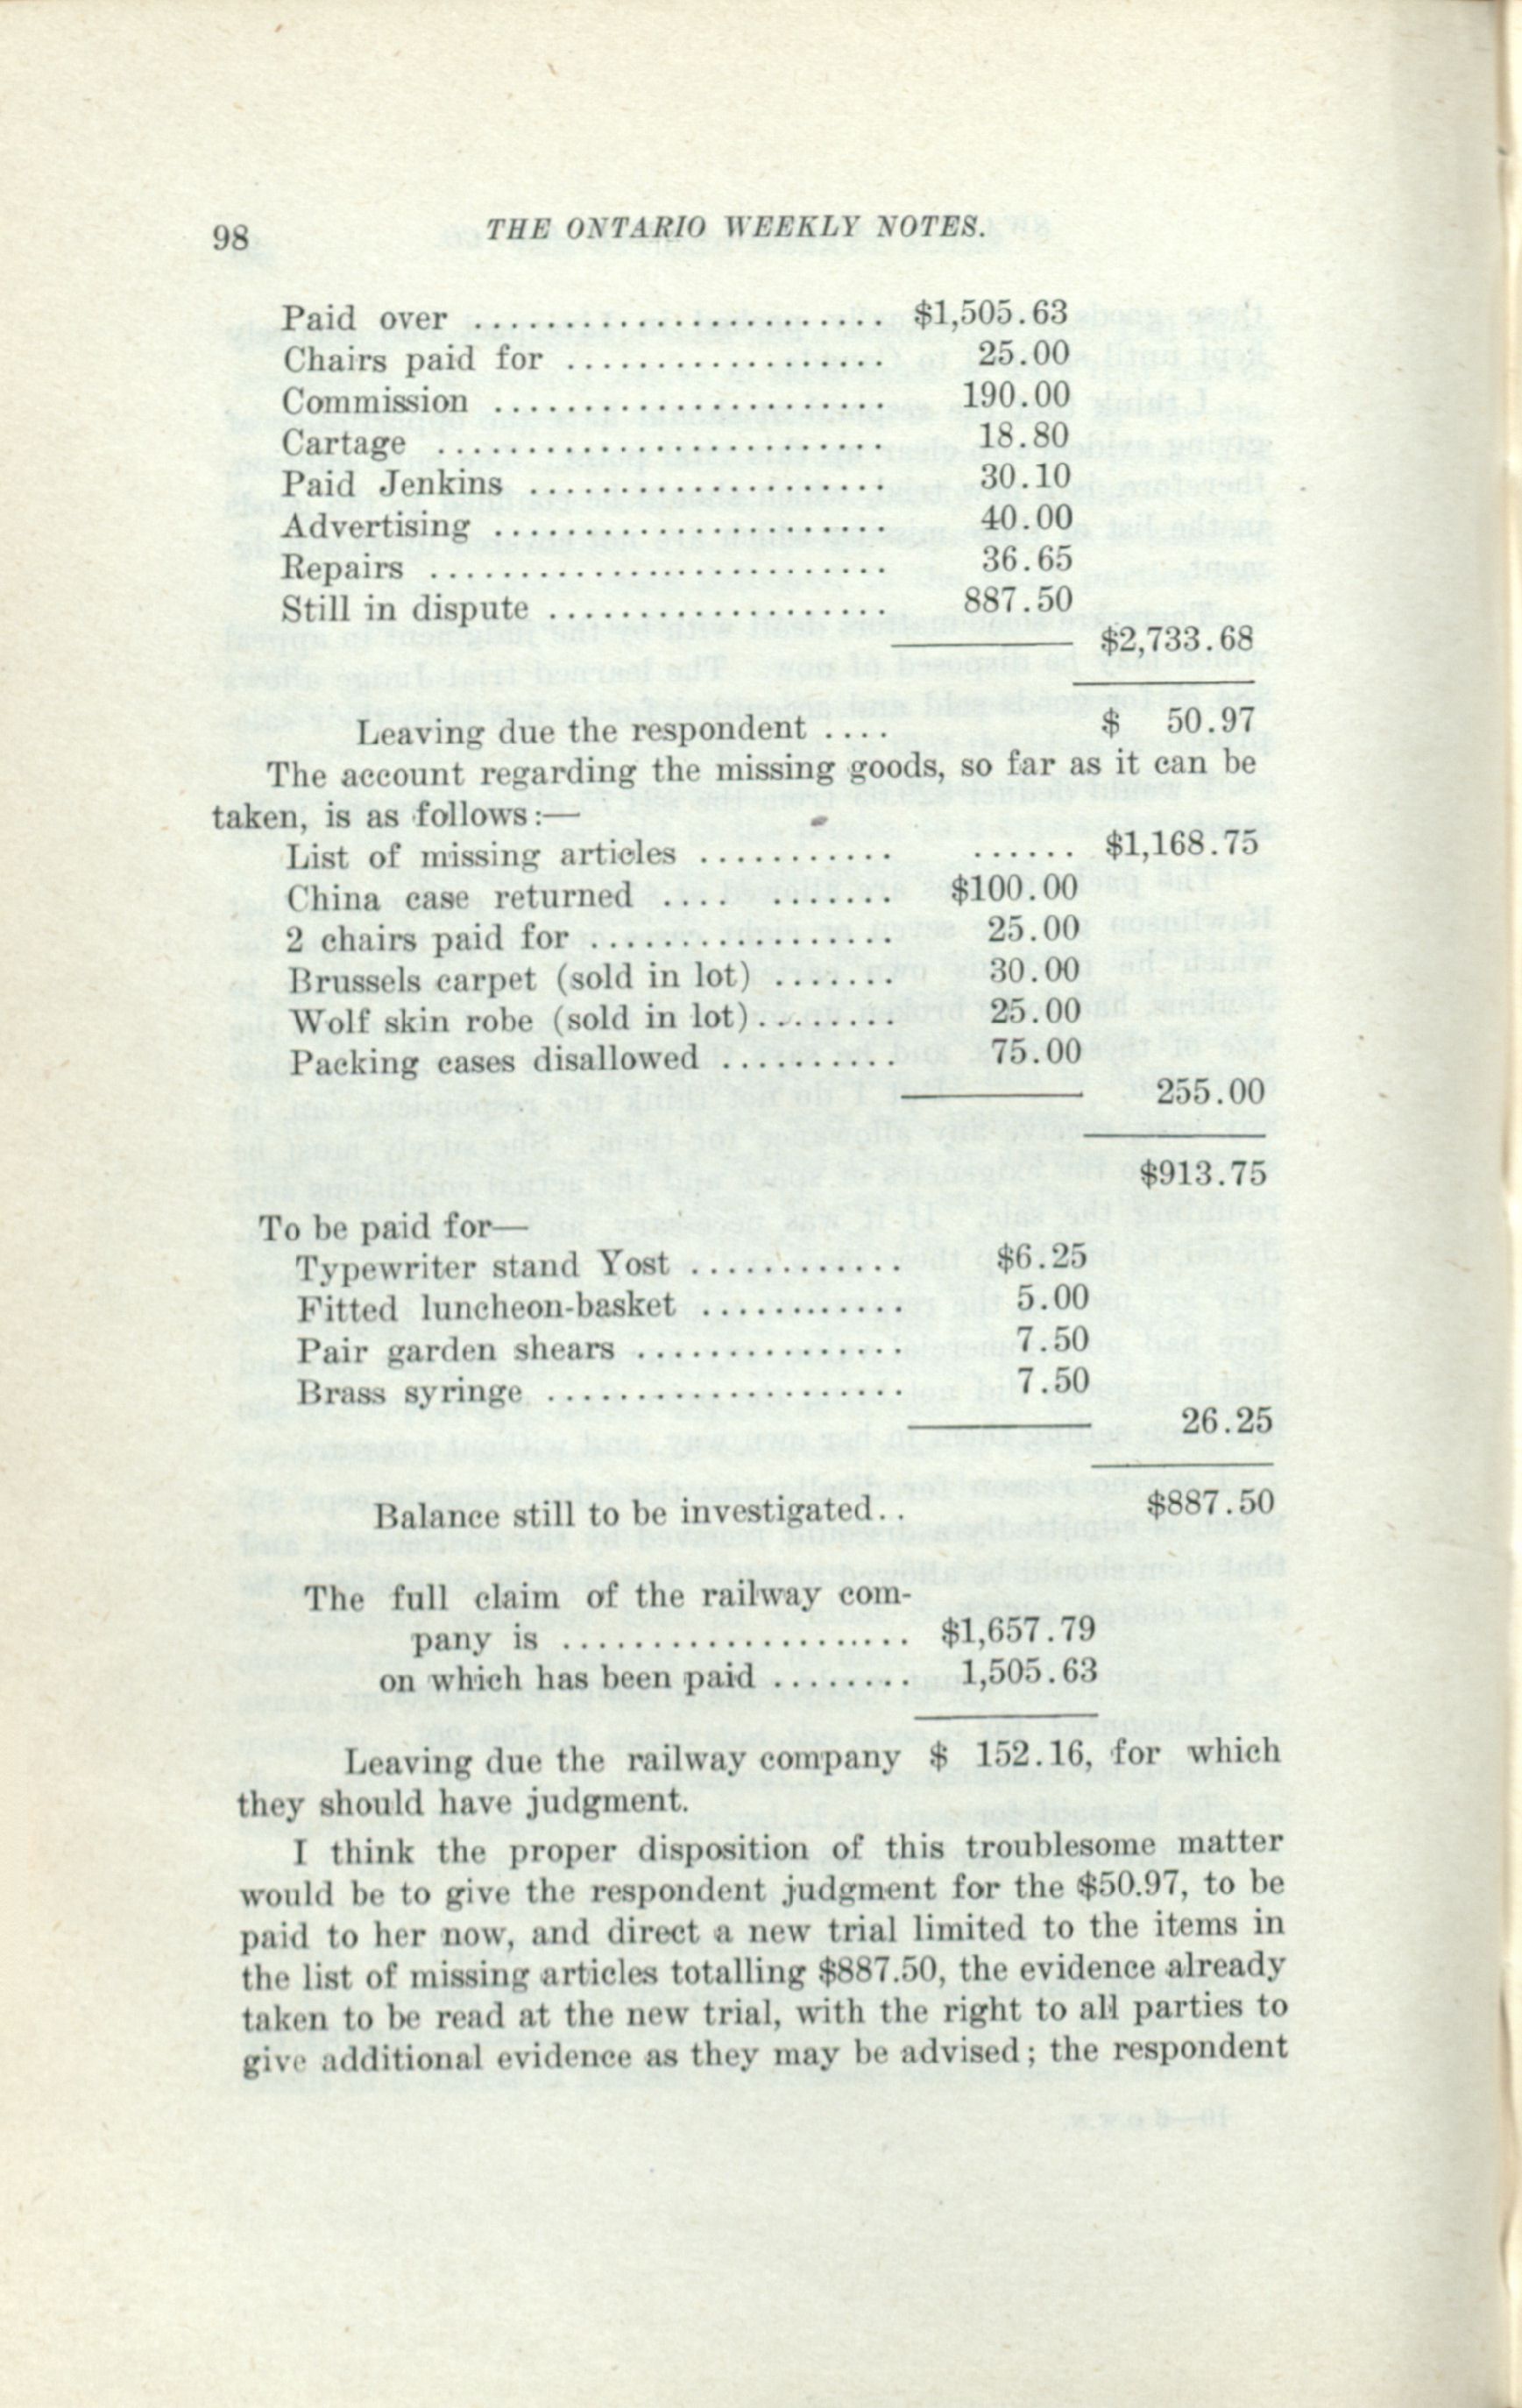 98 THE ONTARIO WEEKLY NOTES.
Paid over ....................... $1,505.63
Chairs paid for .................. 25.00
Commission ...................... 190.00
Cartage ......................... 18.80
Paid Jenkins .................... 30.10
Advertising ...................... 40.00
Repairs .......................... 36.65
Still in dispute ................... 887.50
$2,733.68
Leaving due the respondent .... $ 50.97
The account regarding the missing goods, so far as it can be
taken, is as follows:—
List of missing articles ........... ...... $1,168.75
China case returned .... ....... $100.00
2 chairs paid for ................. 25.00
Brussels carpet (sold in lot) ....... 30.00
Wolf skin robe (sold in lot)........ 25.00
Packing cases disallowed .......... 75.00
255.00
$913.75
To be paid for—
Typewriter stand Yost ............ $6.25
Fitted luncheon-basket ............ 5.00
Pair garden shears ............... 7.50
Brass syringe .................... 7.50
26.25
Balance still to be investigated.. $887.50
The full claim of the railway com-
pany is ................... $1,657.79
on which has been paid ........ 1,505.63
Leaving due the railway company $ 152.16, for which
they should have judgment.
I think the proper disposition of this troublesome matter
would be to give the respondent judgment for the $50.97, to be
paid to her now, and direct a new trial limited to the items in
the list of missing articles totalling $887.50, the evidence already
taken to be read at the new trial, with the right to all parties to
give additional evidence as they may be advised; the respondent